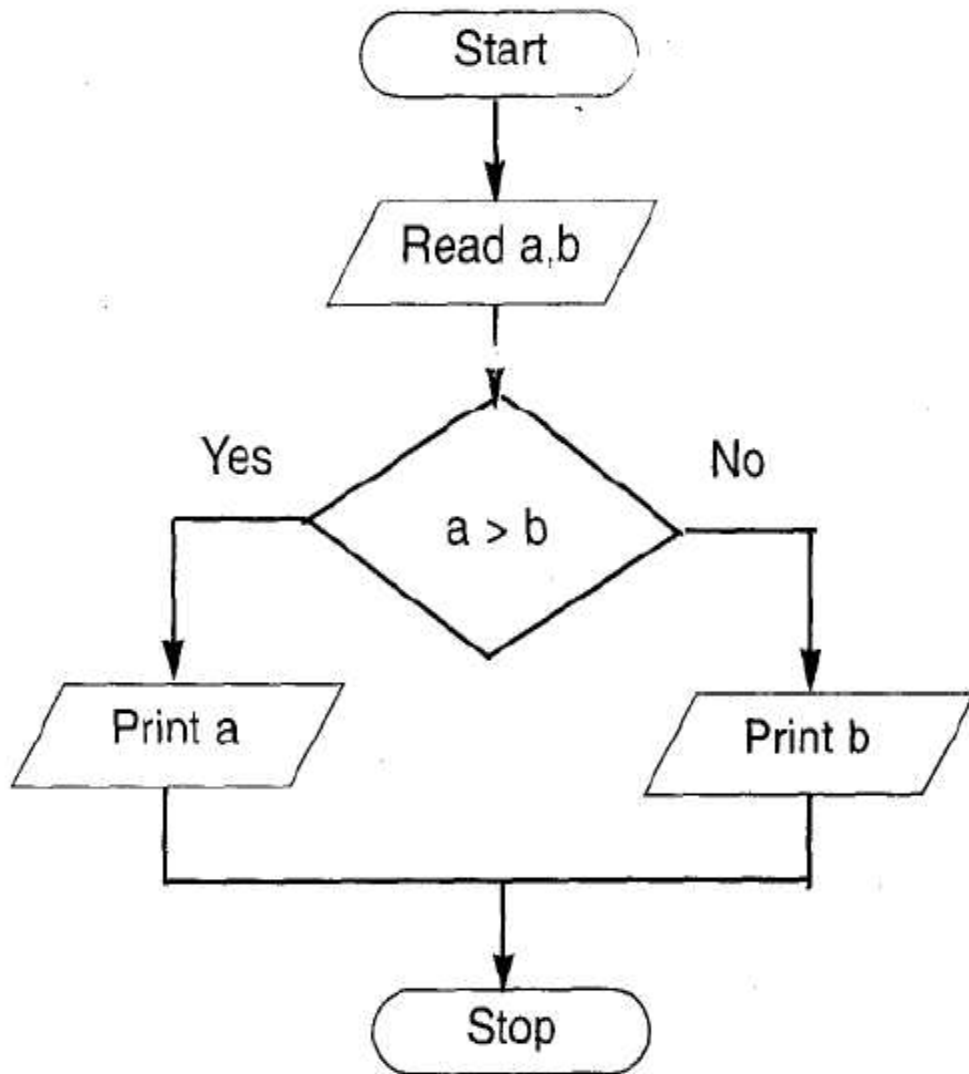 Start
Read a,b
Yes
No
a > b
Print a
Print b
Stop